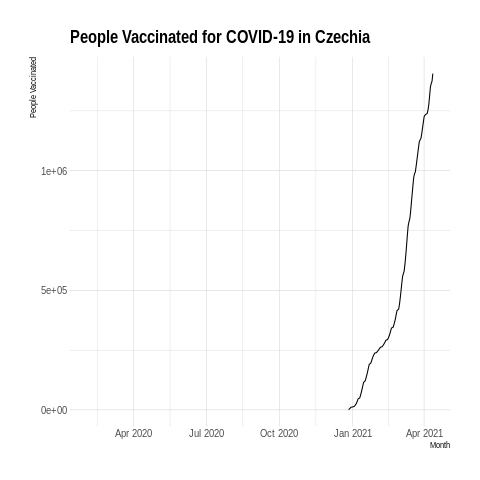 People Vaccinated for COVID-19 in Czechia
People Vaccinated
1e+06
5e+05
0e+00
Apr 2020 Jul 2020 Oct 2020 Jan 2021 Apr 2021
Month